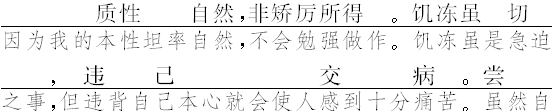 质性 自然,非矫厉所得 。饥冻虽 切
因为我的本性坦率自然,不会勉强做作。饥冻虽是急迫
, 违 己 交 病 。尝
之事,但违背自己本心就会使人感到十分痛苦。虽然自